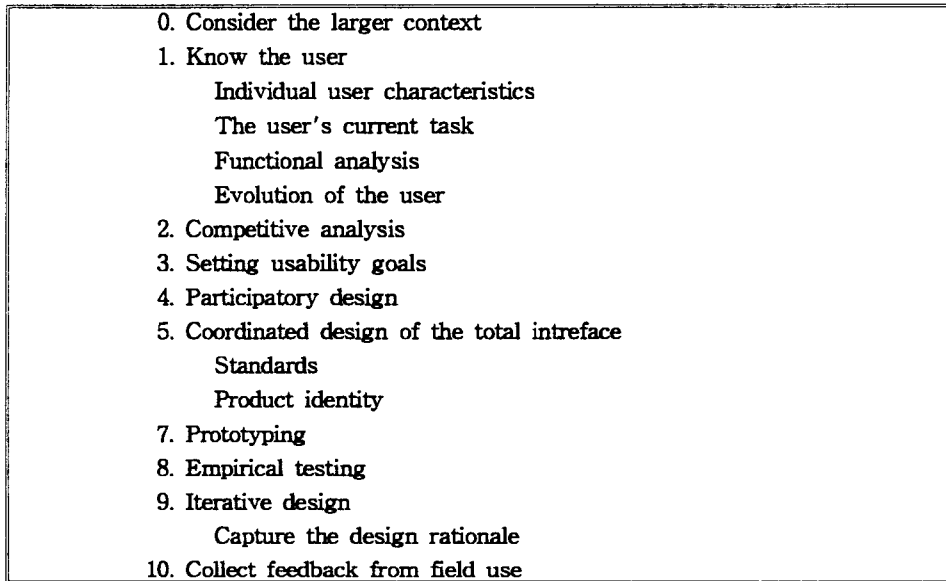 0. Consider the larger context
1. Know the user
Individual user characteristics
The user's current task
Functional analysis
Evolution of the user
2. Competitive analysis
3. Setting usability goals
4. Participatory design
5. Coordinated design of the total intreface
Standards
Product identity
7. Prototyping
8. Empirical testing
9. Iterative design
Capture the design rationale
10. Collect feedback from field use